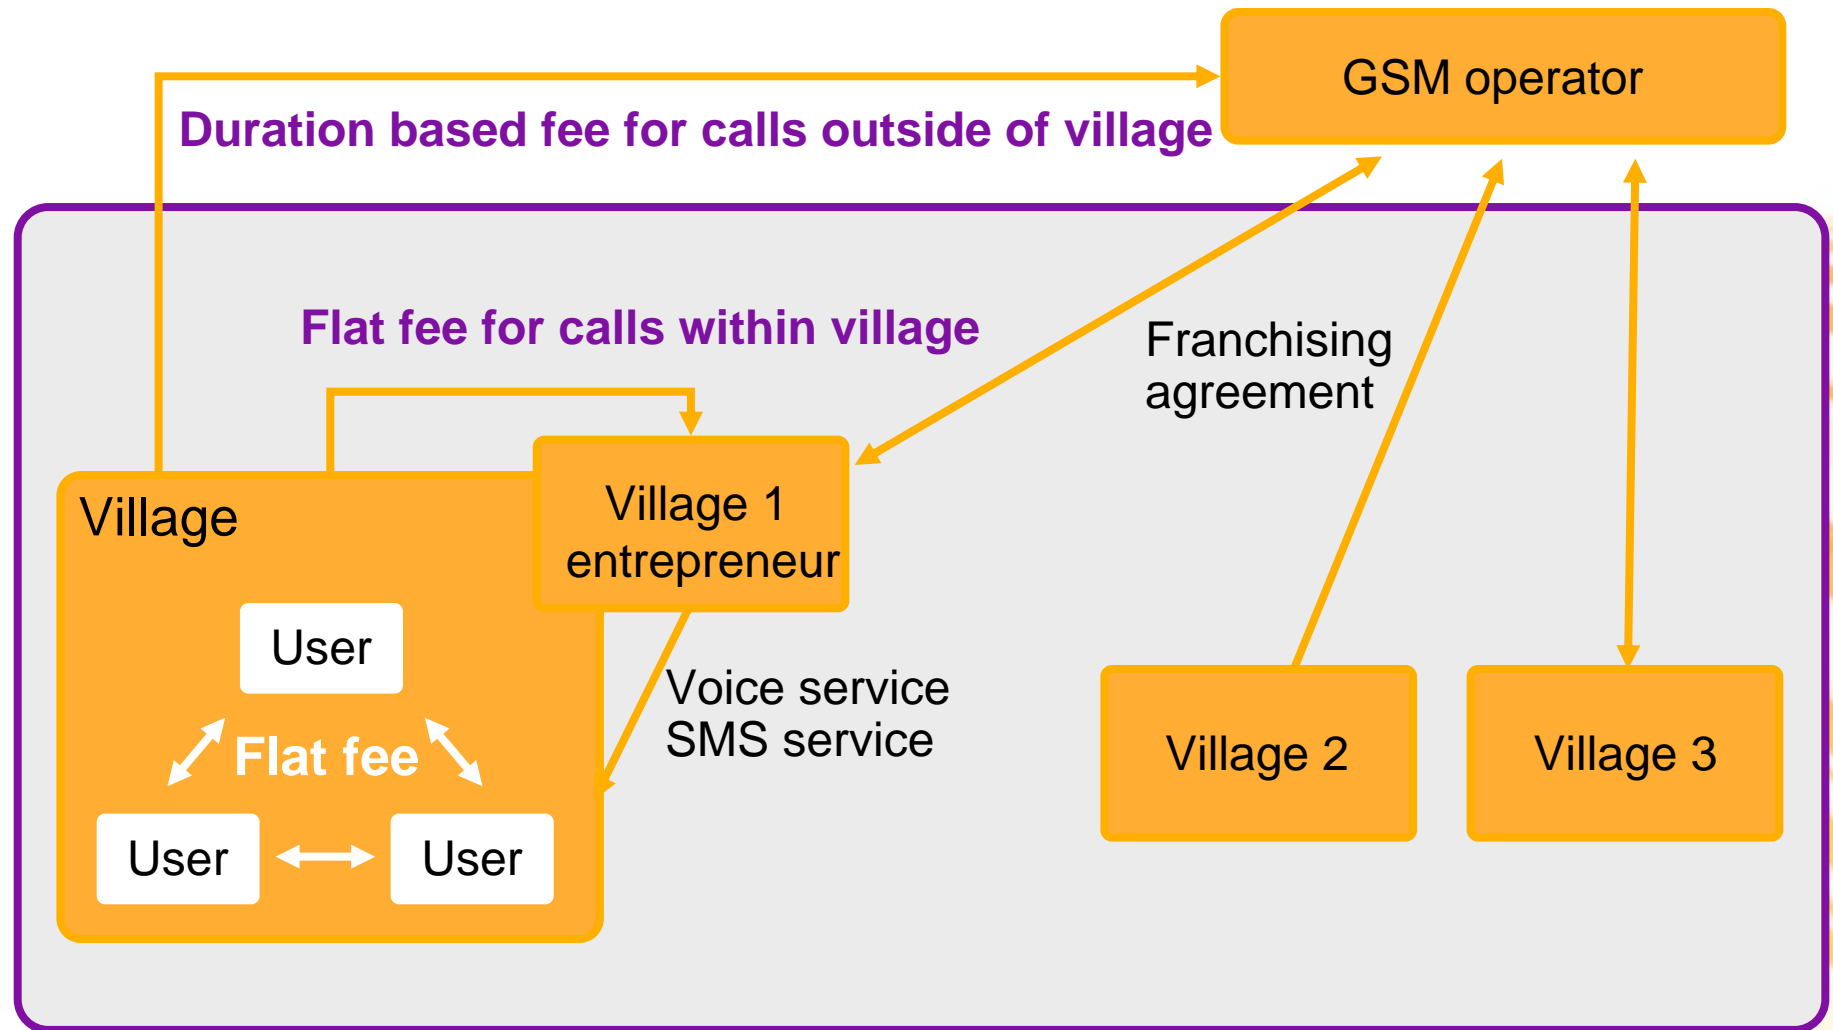 GSM operator
Duration based fee for calls outside of village
Flat fee for calls within village
Franchising
agreement
Village
Village 1
entrepreneur
User
Flat fee
User
User
Voice service
SMS service
Village 2
Village 3